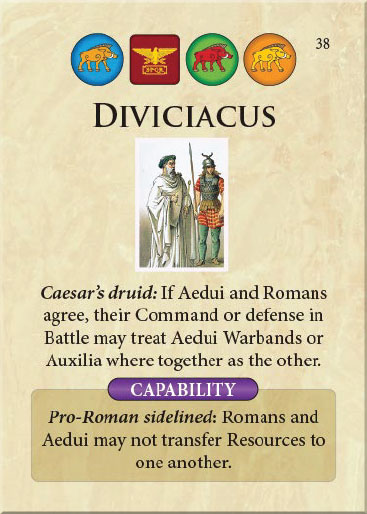 38
SPQR
DIVICIACUS
Caesar's druid: If Aedui and Romans
agree, their Command or defense in
Battle may treat Aedui Warbands or
Auxilia where together as the other.
CAPABILITY
Pro-Roman sidelined: Romans and
Aedui may not transfer Resources to
one another.